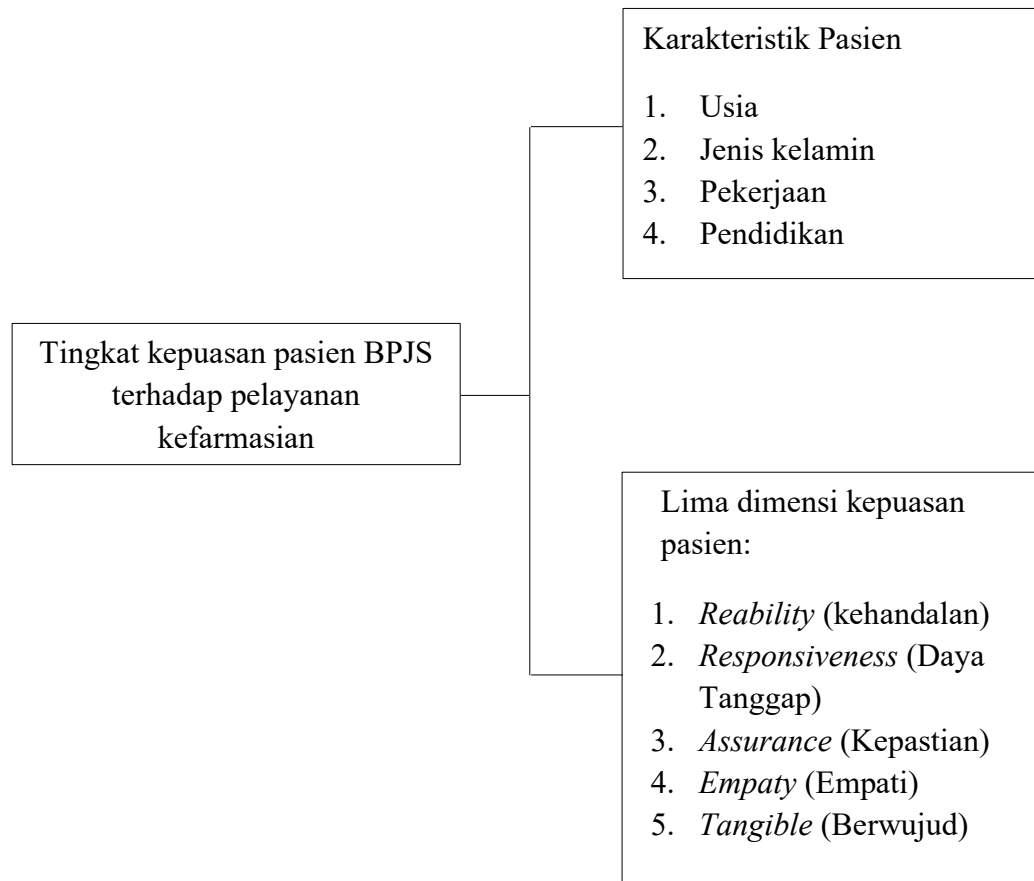 Karakteristik Pasien
1. Usia
2. Jenis kelamin
3. Pekerjaan
4. Pendidikan
Tingkat kepuasan pasien BPJS
terhadap pelayanan
kefarmasian
Lima dimensi kepuasan
pasien:
1. Reability (kehandalan)
2. Responsiveness (Daya
Tanggap)
3. Assurance (Kepastian)
4. Empaty (Empati)
5. Tangible (Berwujud)